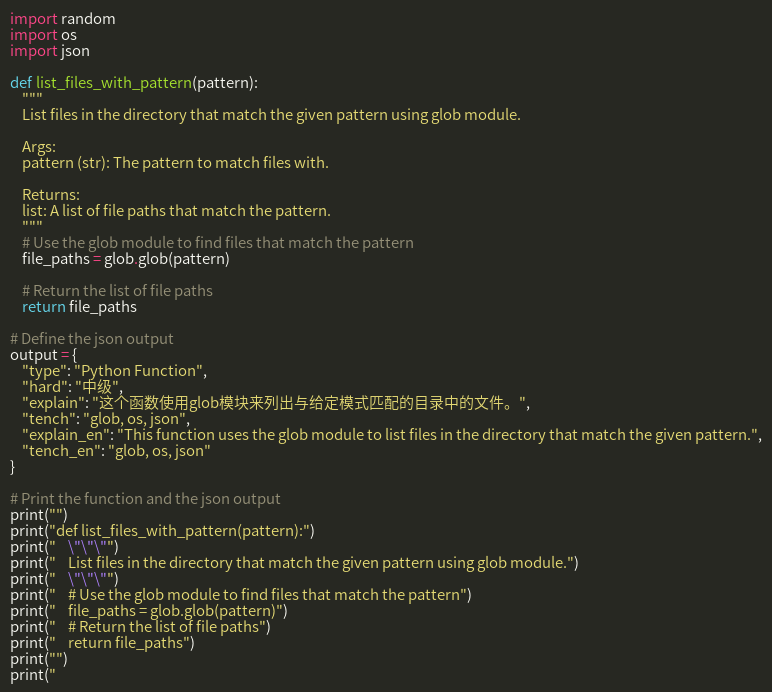 import random
import os
import json

def list_files_with_pattern(pattern):
    """
    List files in the directory that match the given pattern using glob module.

    Args:
    pattern (str): The pattern to match files with.

    Returns:
    list: A list of file paths that match the pattern.
    """
    # Use the glob module to find files that match the pattern
    file_paths = glob.glob(pattern)

    # Return the list of file paths
    return file_paths

# Define the json output
output = {
    "type": "Python Function",
    "hard": "中级",
    "explain": "这个函数使用glob模块来列出与给定模式匹配的目录中的文件。",
    "tench": "glob, os, json",
    "explain_en": "This function uses the glob module to list files in the directory that match the given pattern.",
    "tench_en": "glob, os, json"
}

# Print the function and the json output
print("")
print("def list_files_with_pattern(pattern):")
print("    \"\"\"")
print("    List files in the directory that match the given pattern using glob module.")
print("    \"\"\"")
print("    # Use the glob module to find files that match the pattern")
print("    file_paths = glob.glob(pattern)")
print("    # Return the list of file paths")
print("    return file_paths")
print("")
print("